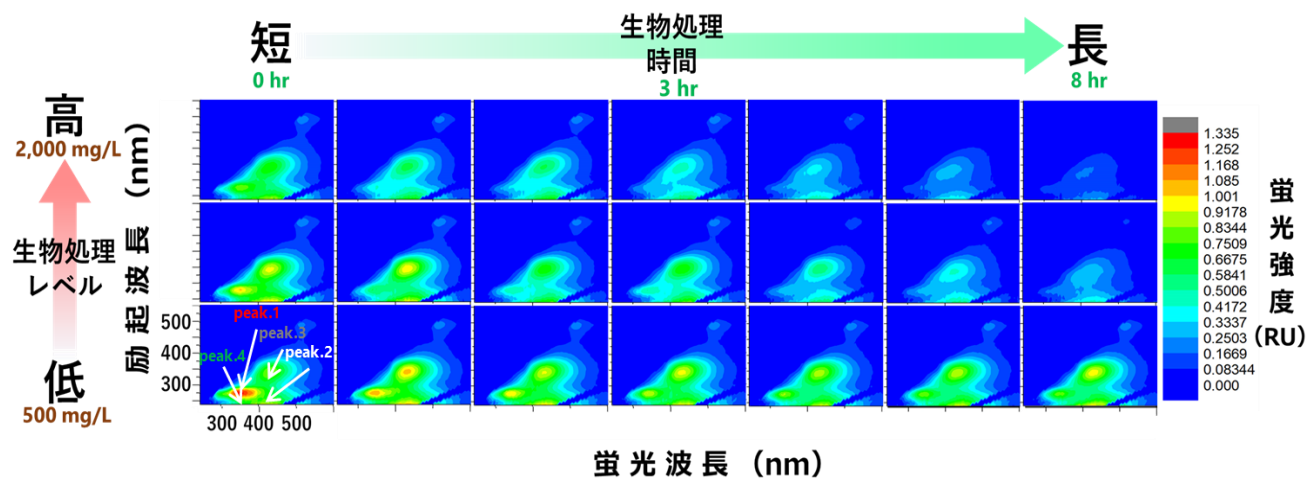 生物処理
時間
短
長
0 hr
3 hr
8 hr
高
2,000 mg/L
生物処理
レベル
低
500 mg/L
励起波長 (nm)
500
400
300
peak.1
peak.3
peak.4
peak.2
300 400 500
蛍光波長 (nm)
1.335
1.252
1.168
1.085
1.001
0.9178
0.8344
0.7509
0.6675
0.5841
0.5006
0.4172
0.3337
0.2503
0.1669
0.08344
0.000
蛍光強度
(RU)